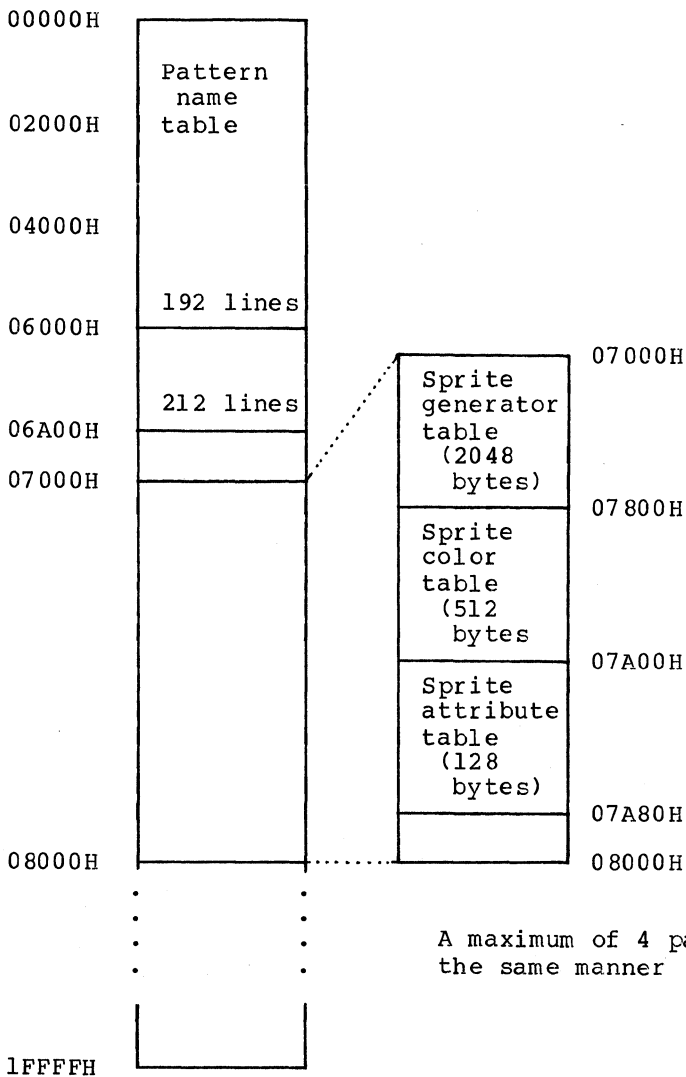 00000H
Pattern
name
table
02000H
04000H
192 lines
06000H
212 lines
06A00H
07000H
07000H
Sprite
generator
table
(2048
bytes)
07800H
Sprite
color
table
(512
bytes
07A00H
Sprite
attribute
table
(128
bytes)
07A80H
08000H
08000H
A maximum of 4
the same manner
1FFFFH